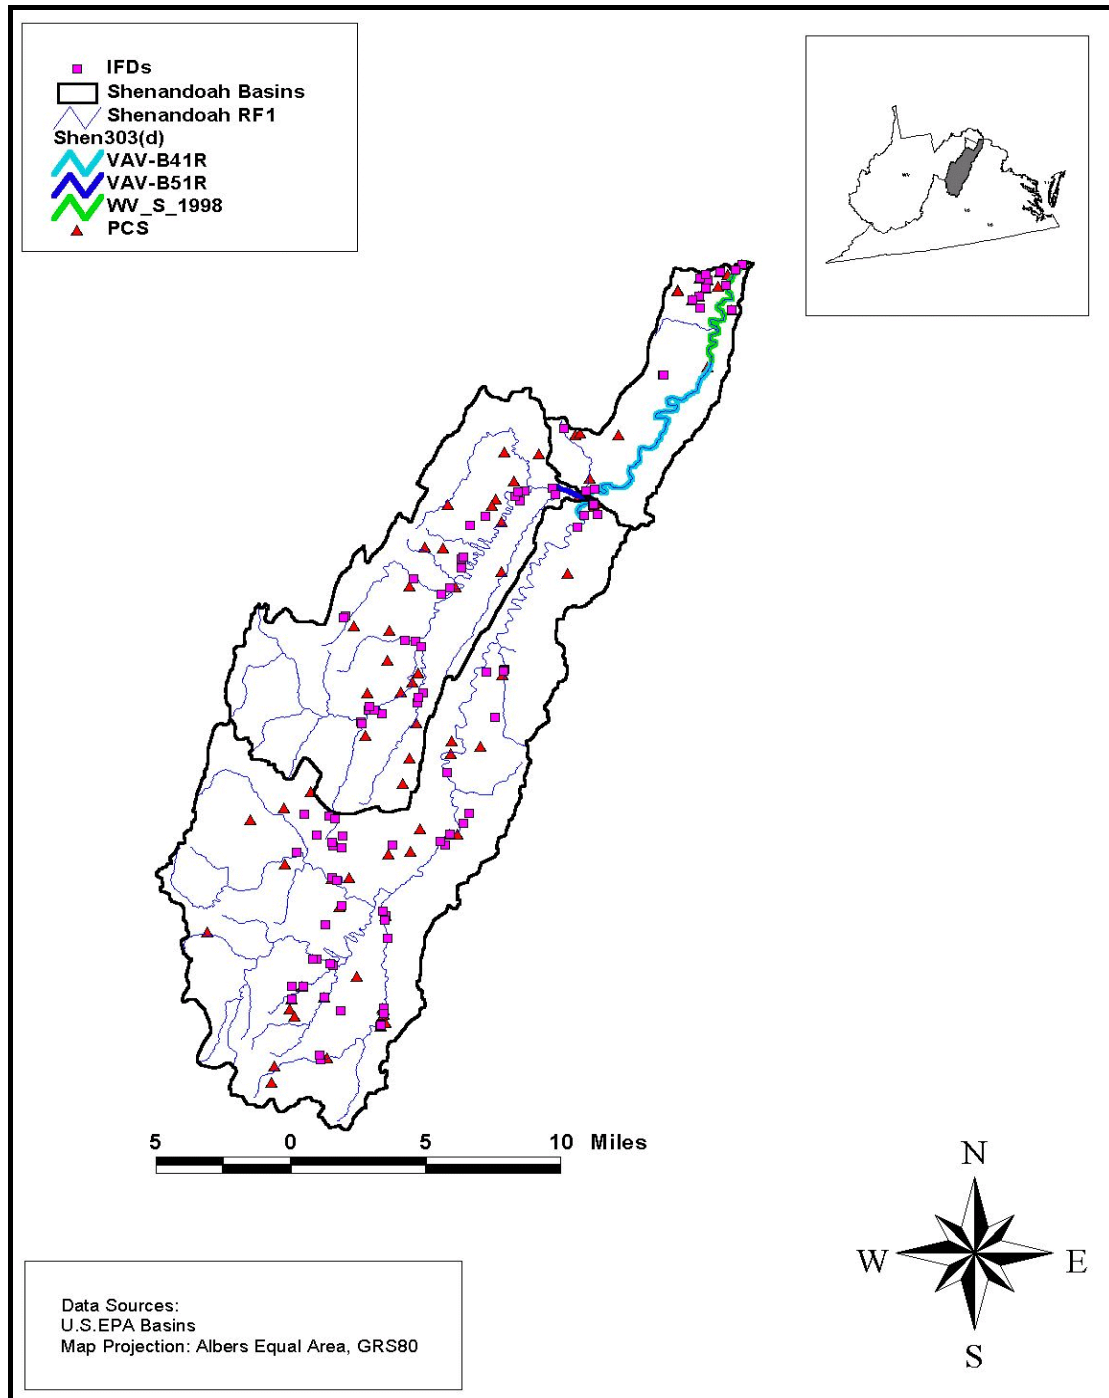 IFDs
Shenandoah Basins
Shenandoah RF1
Shen303(d)
VAV-B41R
VAV-B51R
WV_S_1998
PCS
WV
5 0 5 10 Miles
N
W E
S
Data Sources:
U.S.EPA Basins
Map Projection: Albers Equal Area, GRS80